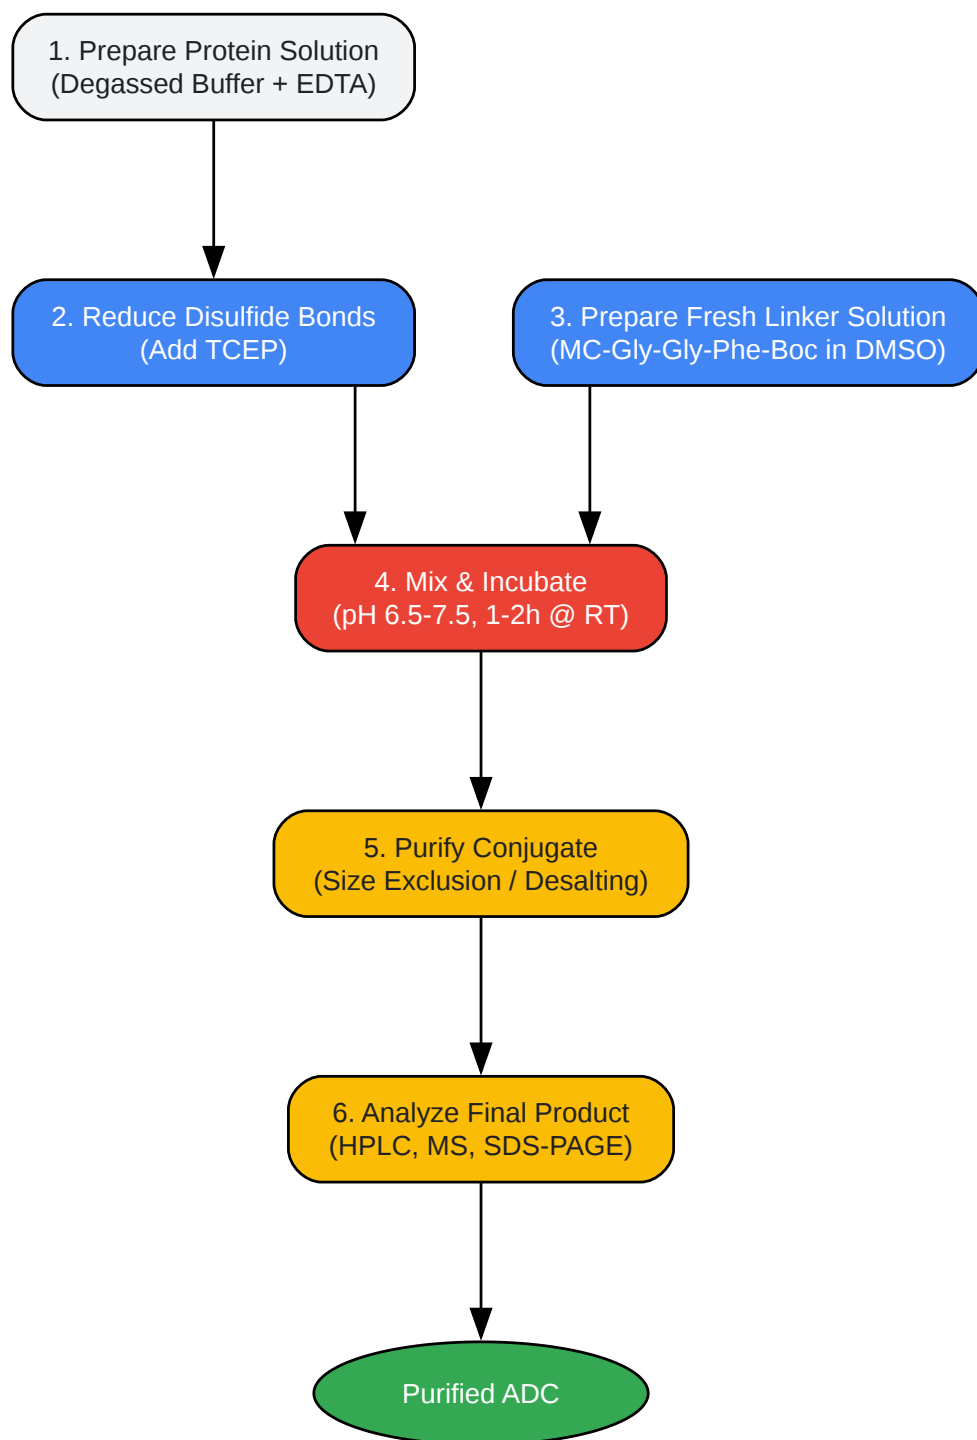 1. Prepare Protein Solution
(Degassed Buffer + EDTA)
2. Reduce Disulfide Bonds
(Add TCEP)
3. Prepare Fresh Linker Solution
(MC-Gly-Gly-Phe-Boc in DMSO)
4. Mix & Incubate
(pH 6.5-7.5, 1-2h @ RT)
5. Purify Conjugate
(Size Exclusion / Desalting)
6. Analyze Final Product
(HPLC, MS, SDS-PAGE)
Purified ADC